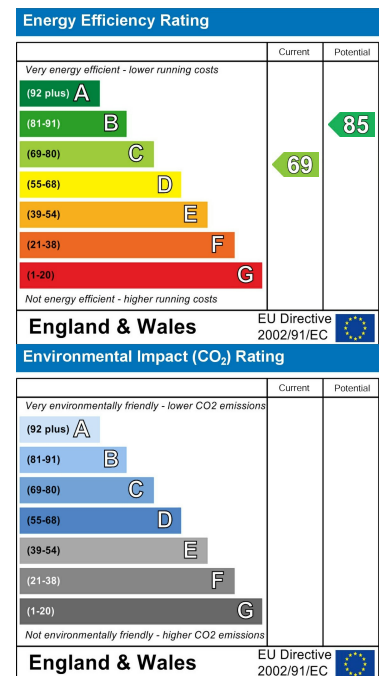 Energy Efficiency Rating
Current Potential
Very energy efficient - lower running costs
(92 plus) A
(81-91) B
85
(69-80) C
69
(55-68) D
(39-54) E
(21-38) F
(1-20) G
Not energy efficient - higher running costs
England & Wales
EU Directive
2002/91/EC
Environmental Impact (CO₂) Rating
Current Potential
Very environmentally friendly - lower CO2 emissions
(92 plus) A
(81-91) B
(69-80) C
(55-68) D
(39-54) E
(21-38) F
(1-20) G
Not environmentally friendly - higher CO2 emissions
England & Wales
EU Directive
2002/91/EC